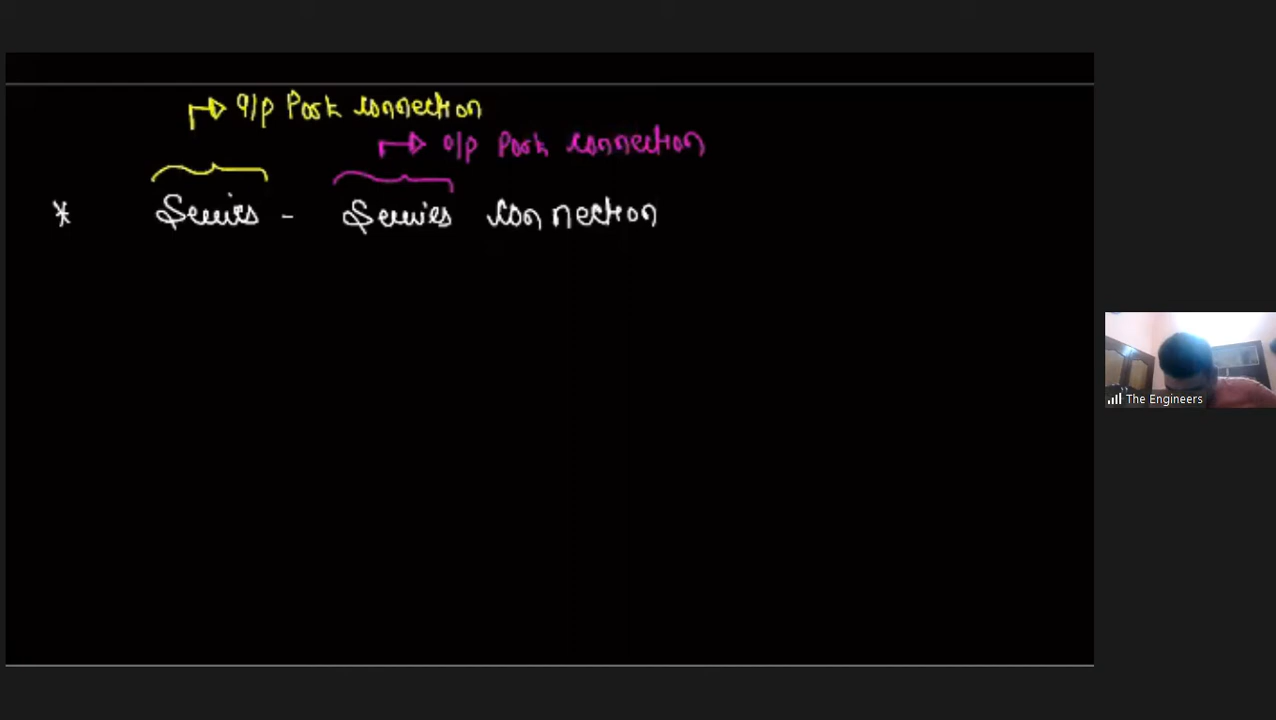 i/p Port connection
o/p Port connection
* Series - Series connection
The Engineers